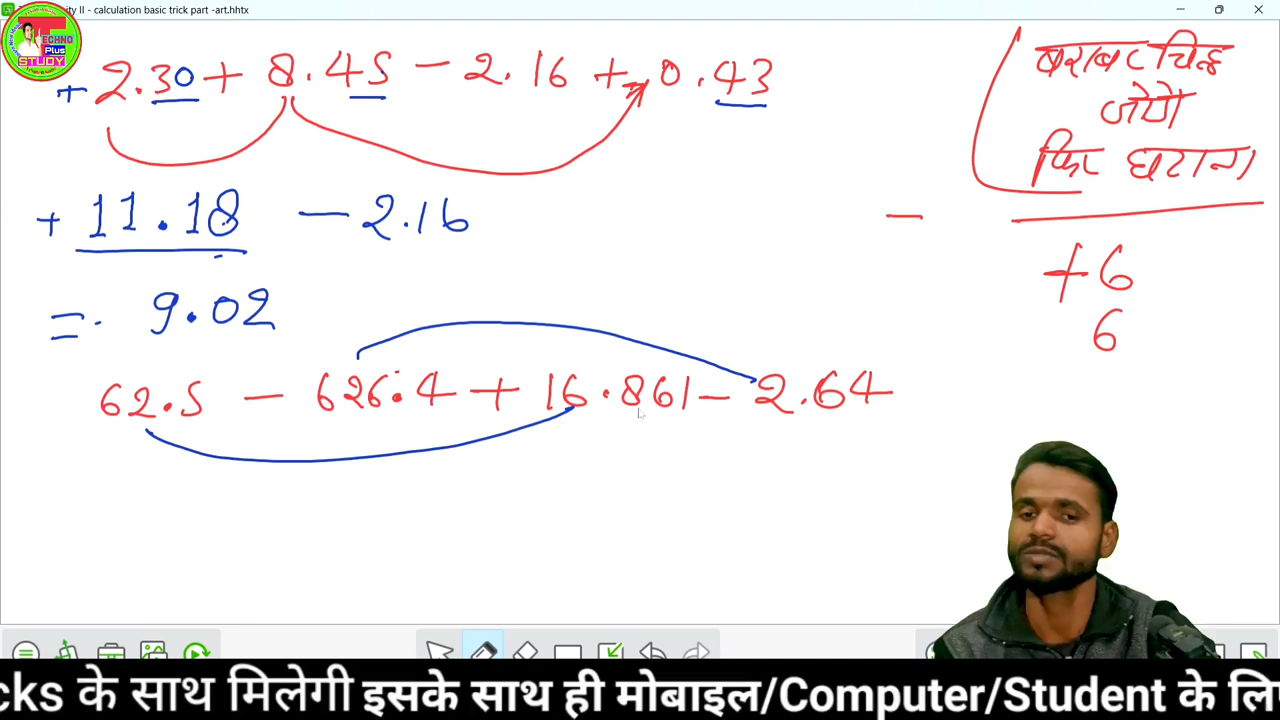 ity II - calculation basic trick part -art.hhtx
TECHNO
Plus
STUDY
+ 2.30 + 8.45 - 2.16 + 0.43
बराबर चिन्ह
जोड़ो
फिर घटाना
+ 11.18 - 2.16
-
+6
6
= 9.02
62.5 - 626.4 + 16.861 - 2.64
cks के साथ मिलेगी इसके साथ ही मोबाइल/Computer/Student के लि